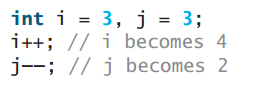 int i = 3, j = 3;
i++; // i becomes 4
j--; // j becomes 2